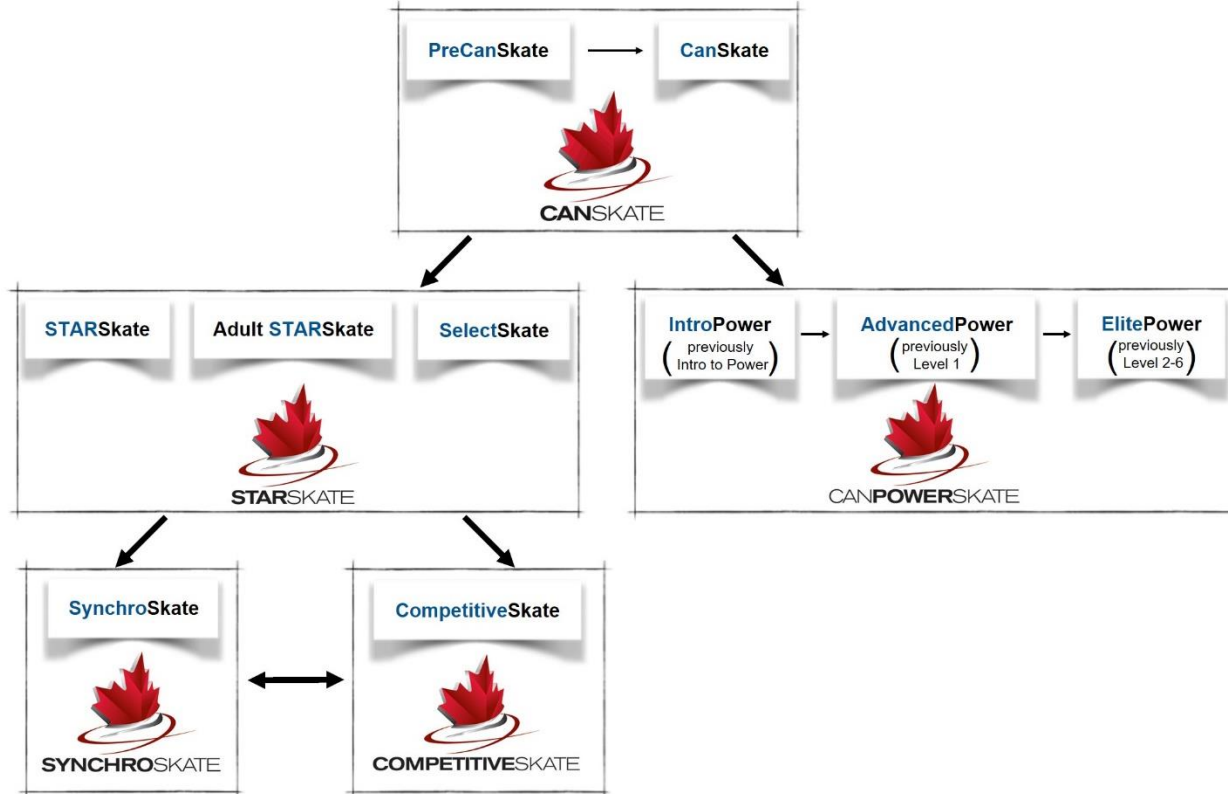 PreCanSkate
CanSkate
CANSKATE
STARSkate
Adult STARSkate
SelectSkate
STARSKATE
IntroPower
(previously
Intro to Power)
AdvancedPower
(previously
Level 1)
ElitePower
(previously
Level 2-6)
CANPOWERSKATE
SynchroSkate
SYNCHROSKATE
CompetitiveSkate
COMPETITIVESKATE